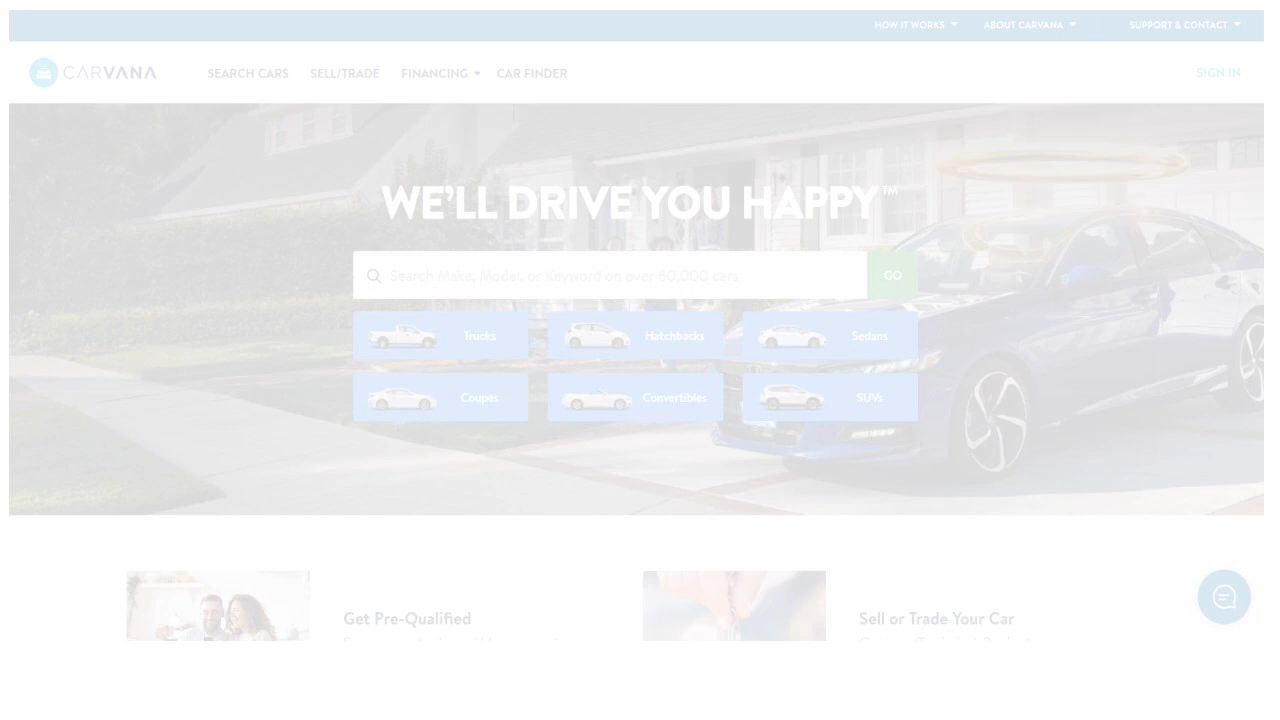 HOW IT WORKS ABOUT CARVANA SUPPORT & CONTACT
CARVANA SEARCH CARS SELL/TRADE FINANCING CAR FINDER SIGN IN
WE’LL DRIVE YOU HAPPY™
Search Make, Model, or Keyword on over 60,000 cars GO
Trucks Hatchbacks Sedans
Coupes Convertibles SUVs
Get Pre-Qualified Sell or Trade Your Car